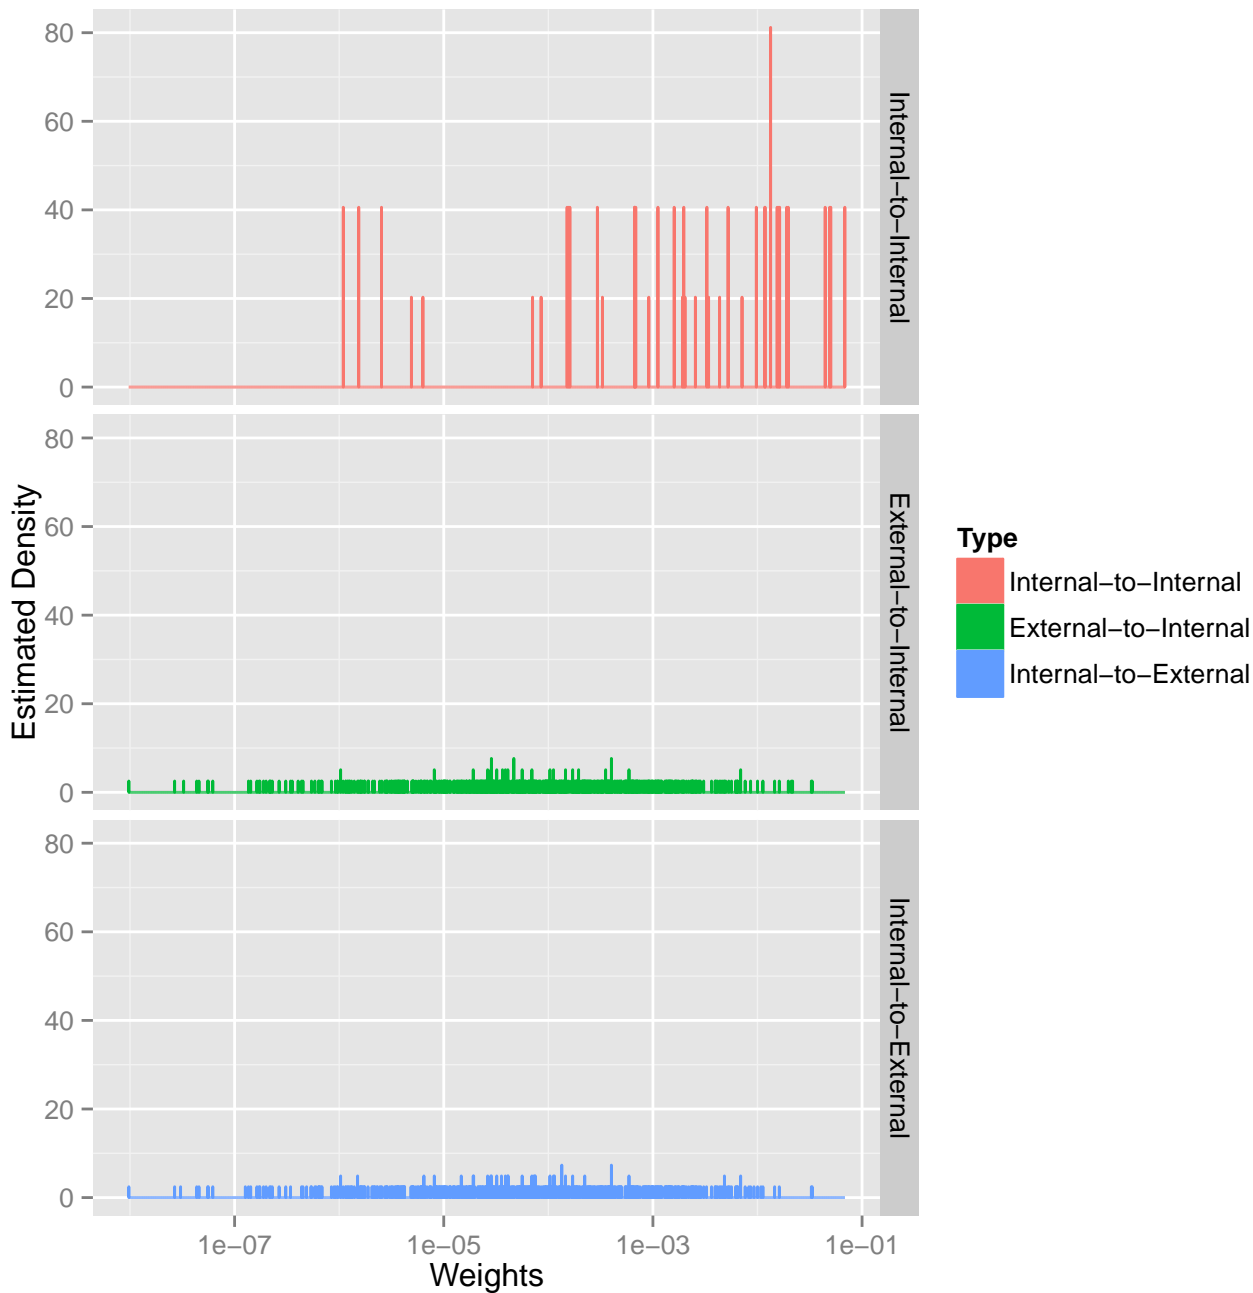 80
60
40
20
0
Internal-to-Internal
80
60
40
20
0
External-to-Internal
80
60
40
20
0
Internal-to-External
1e-07
1e-05
1e-03
1e-01
Weights
Estimated Density
Type
Internal-to-Internal
External-to-Internal
Internal-to-External